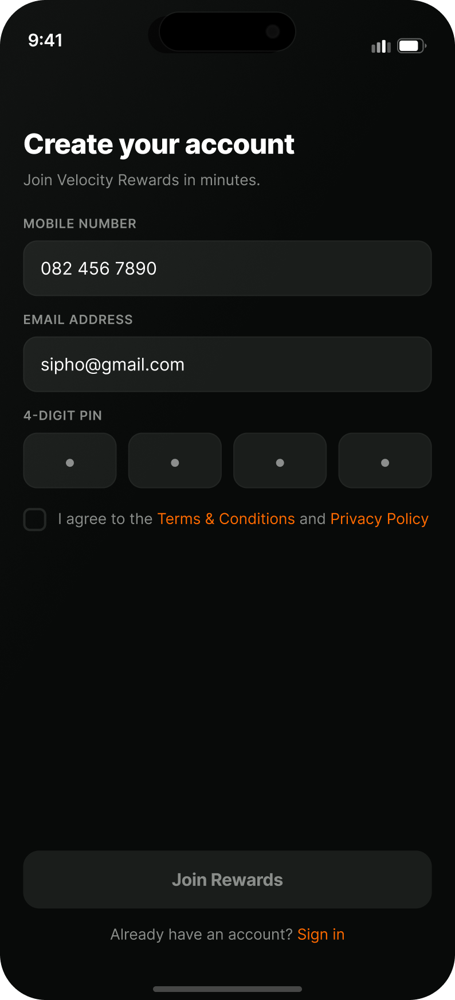 9:41
Create your account
Join Velocity Rewards in minutes.
MOBILE NUMBER
082 456 7890
EMAIL ADDRESS
sipho@gmail.com
4-DIGIT PIN
I agree to the Terms & Conditions and Privacy Policy
Join Rewards
Already have an account? Sign in